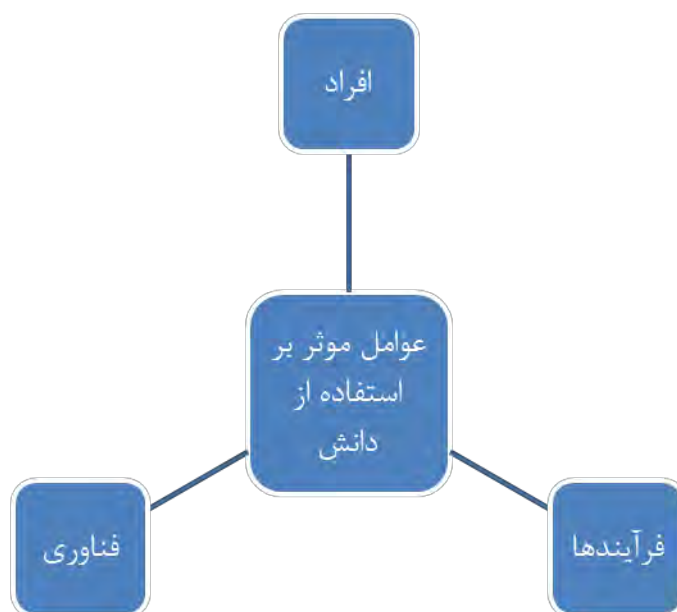 افراد
عوامل موثر بر
استفاده از
دانش
فرآیندها
فناوری